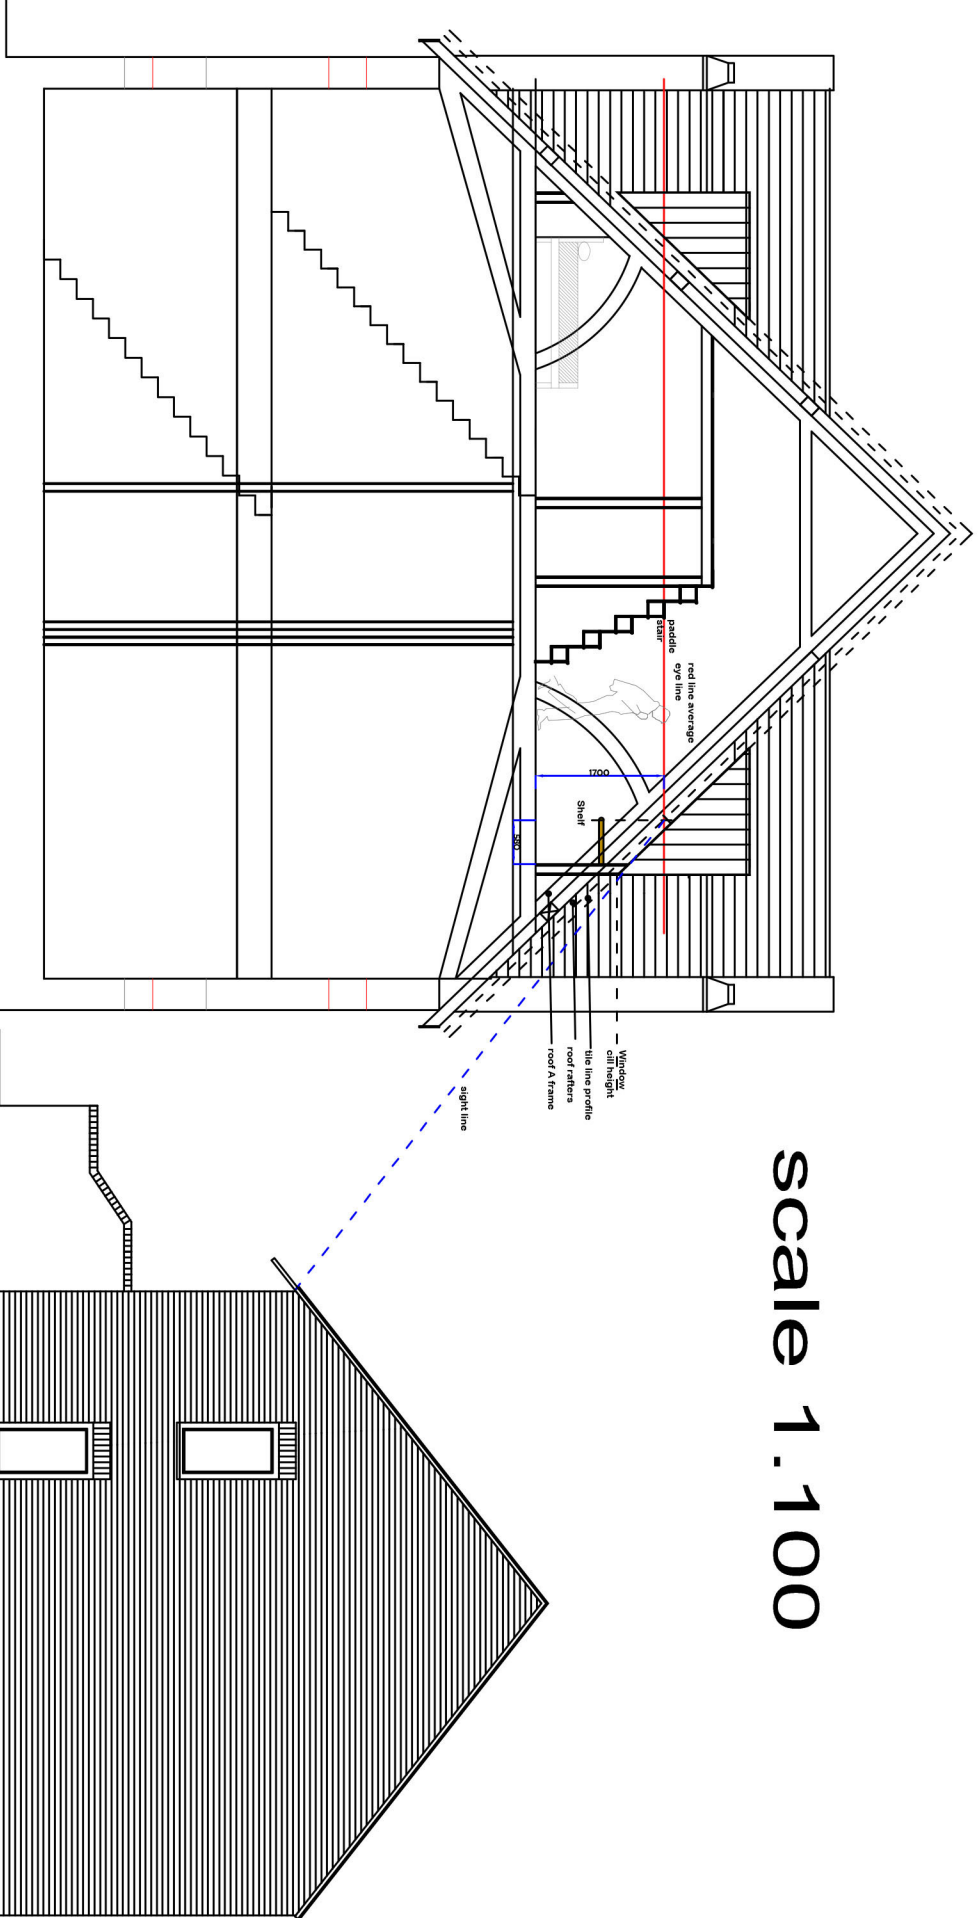 scale 1.100
red line average
eye line
paddle
stair
1700
Shelf
580
Window
cill height
tile line profile
roof rafters
roof A frame
sight line